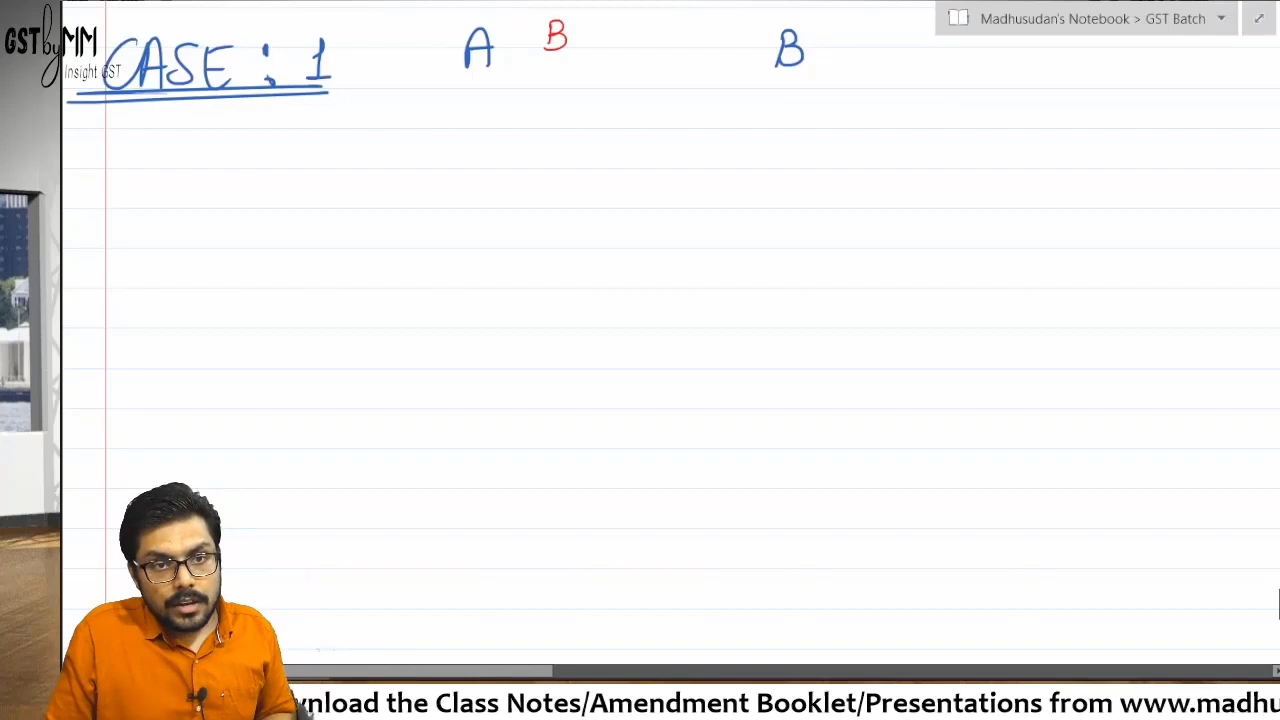 GST by MM
Insight GST
Madhusudan's Notebook > GST Batch
CASE : 1 A B B
wnload the Class Notes/Amendment Booklet/Presentations from www.madhu